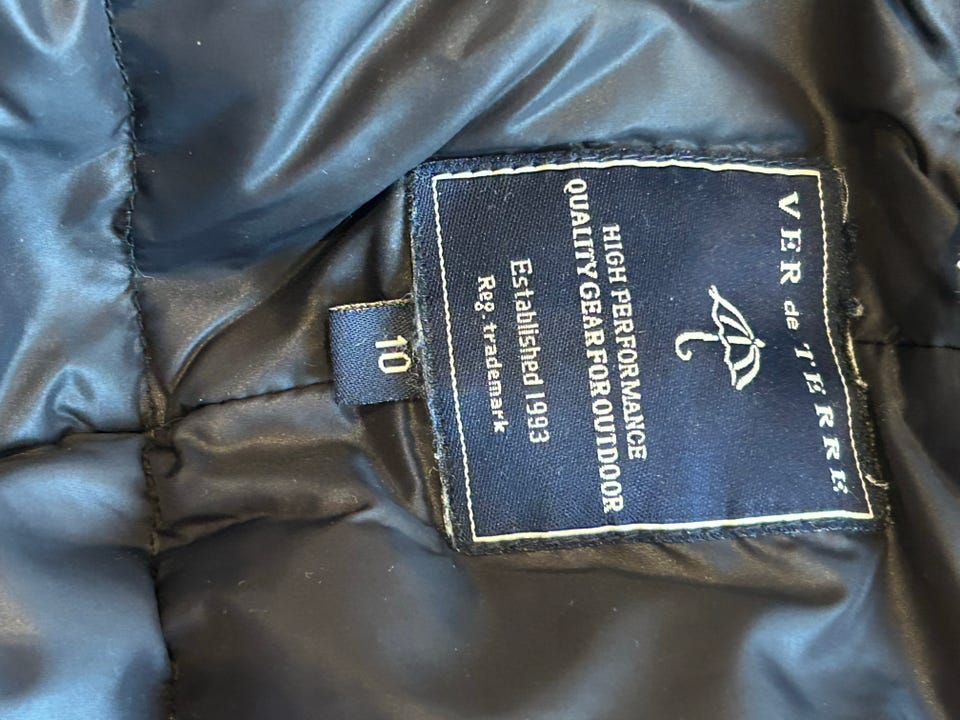 VER de TERRE
HIGH PERFORMANCE
QUALITY GEAR FOR OUTDOOR
Established 1993
Reg. trademark
10